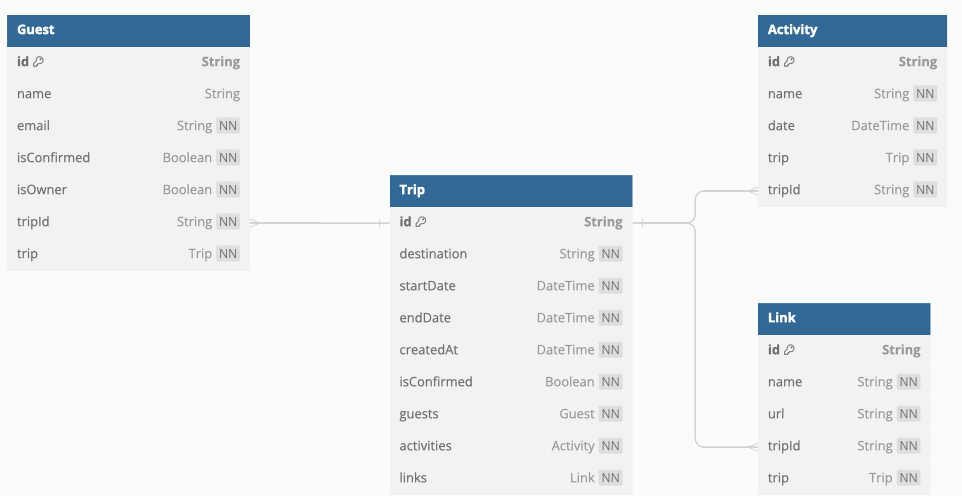 Guest
id String
name String
email String NN
isConfirmed Boolean NN
isOwner Boolean NN
tripId String NN
trip Trip NN
Trip
id String
destination String NN
startDate DateTime NN
endDate DateTime NN
createdAt DateTime NN
isConfirmed Boolean NN
guests Guest NN
activities Activity NN
links Link NN
Activity
id String
name String NN
date DateTime NN
trip Trip NN
tripId String NN
Link
id String
name String NN
url String NN
tripId String NN
trip Trip NN